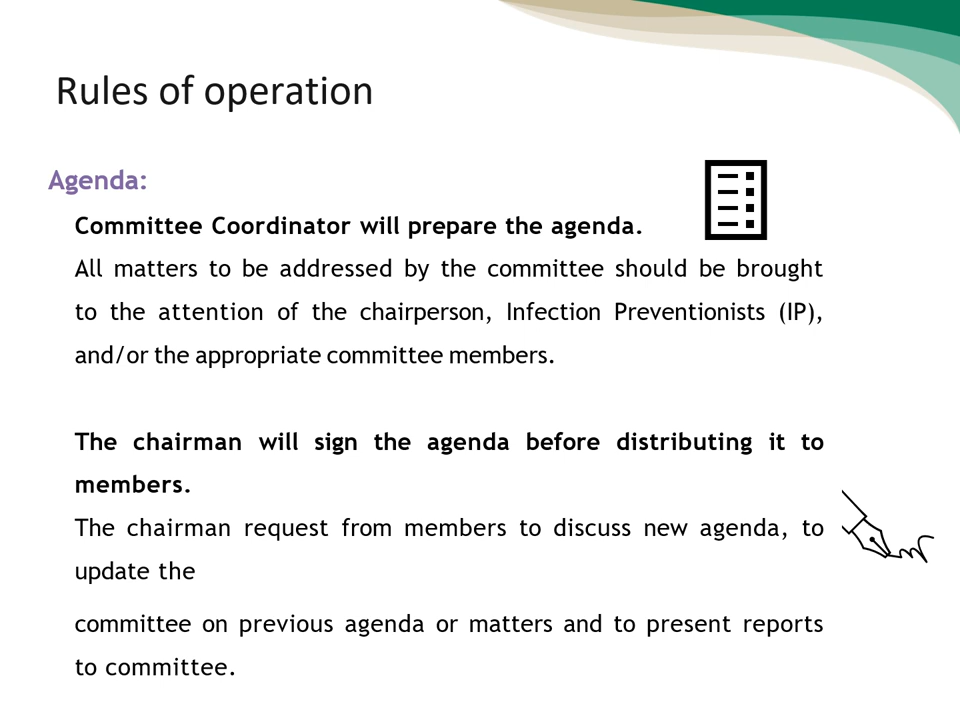 Rules of operation
Agenda:
Committee Coordinator will prepare the agenda.
All matters to be addressed by the committee should be brought
to the attention of the chairperson, Infection Preventionists (IP),
and/or the appropriate committee members.
The chairman will sign the agenda before distributing it to
members.
The chairman request from members to discuss new agenda, to
update the
committee on previous agenda or matters and to present reports
to committee.